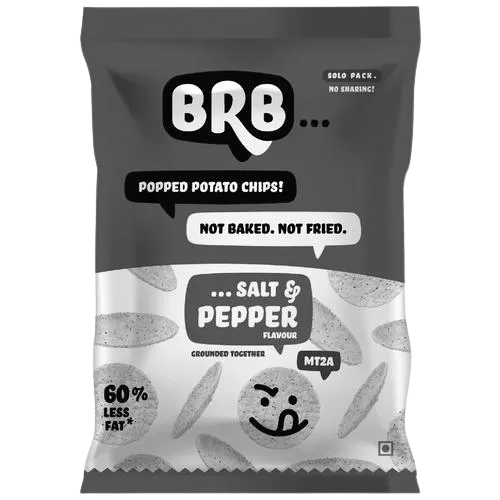 BRB...
SOLO PACK.
NO SHARING!
POPPED POTATO CHIPS!
NOT BAKED. NOT FRIED.
... SALT &
PEPPER
FLAVOUR
GROUNDED TOGETHER
MT2A
60%
LESS
FAT*